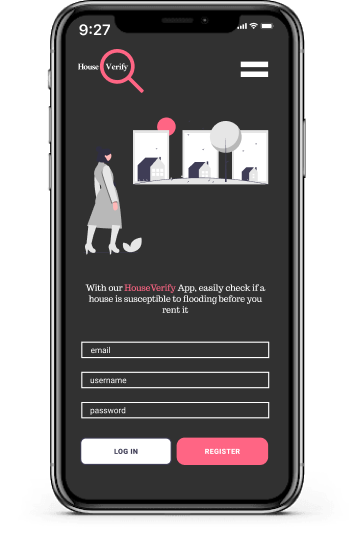 9:27
House Verify
With our HouseVerify App, easily check if a
house is susceptible to flooding before you
rent it
email
username
password
LOG IN
REGISTER